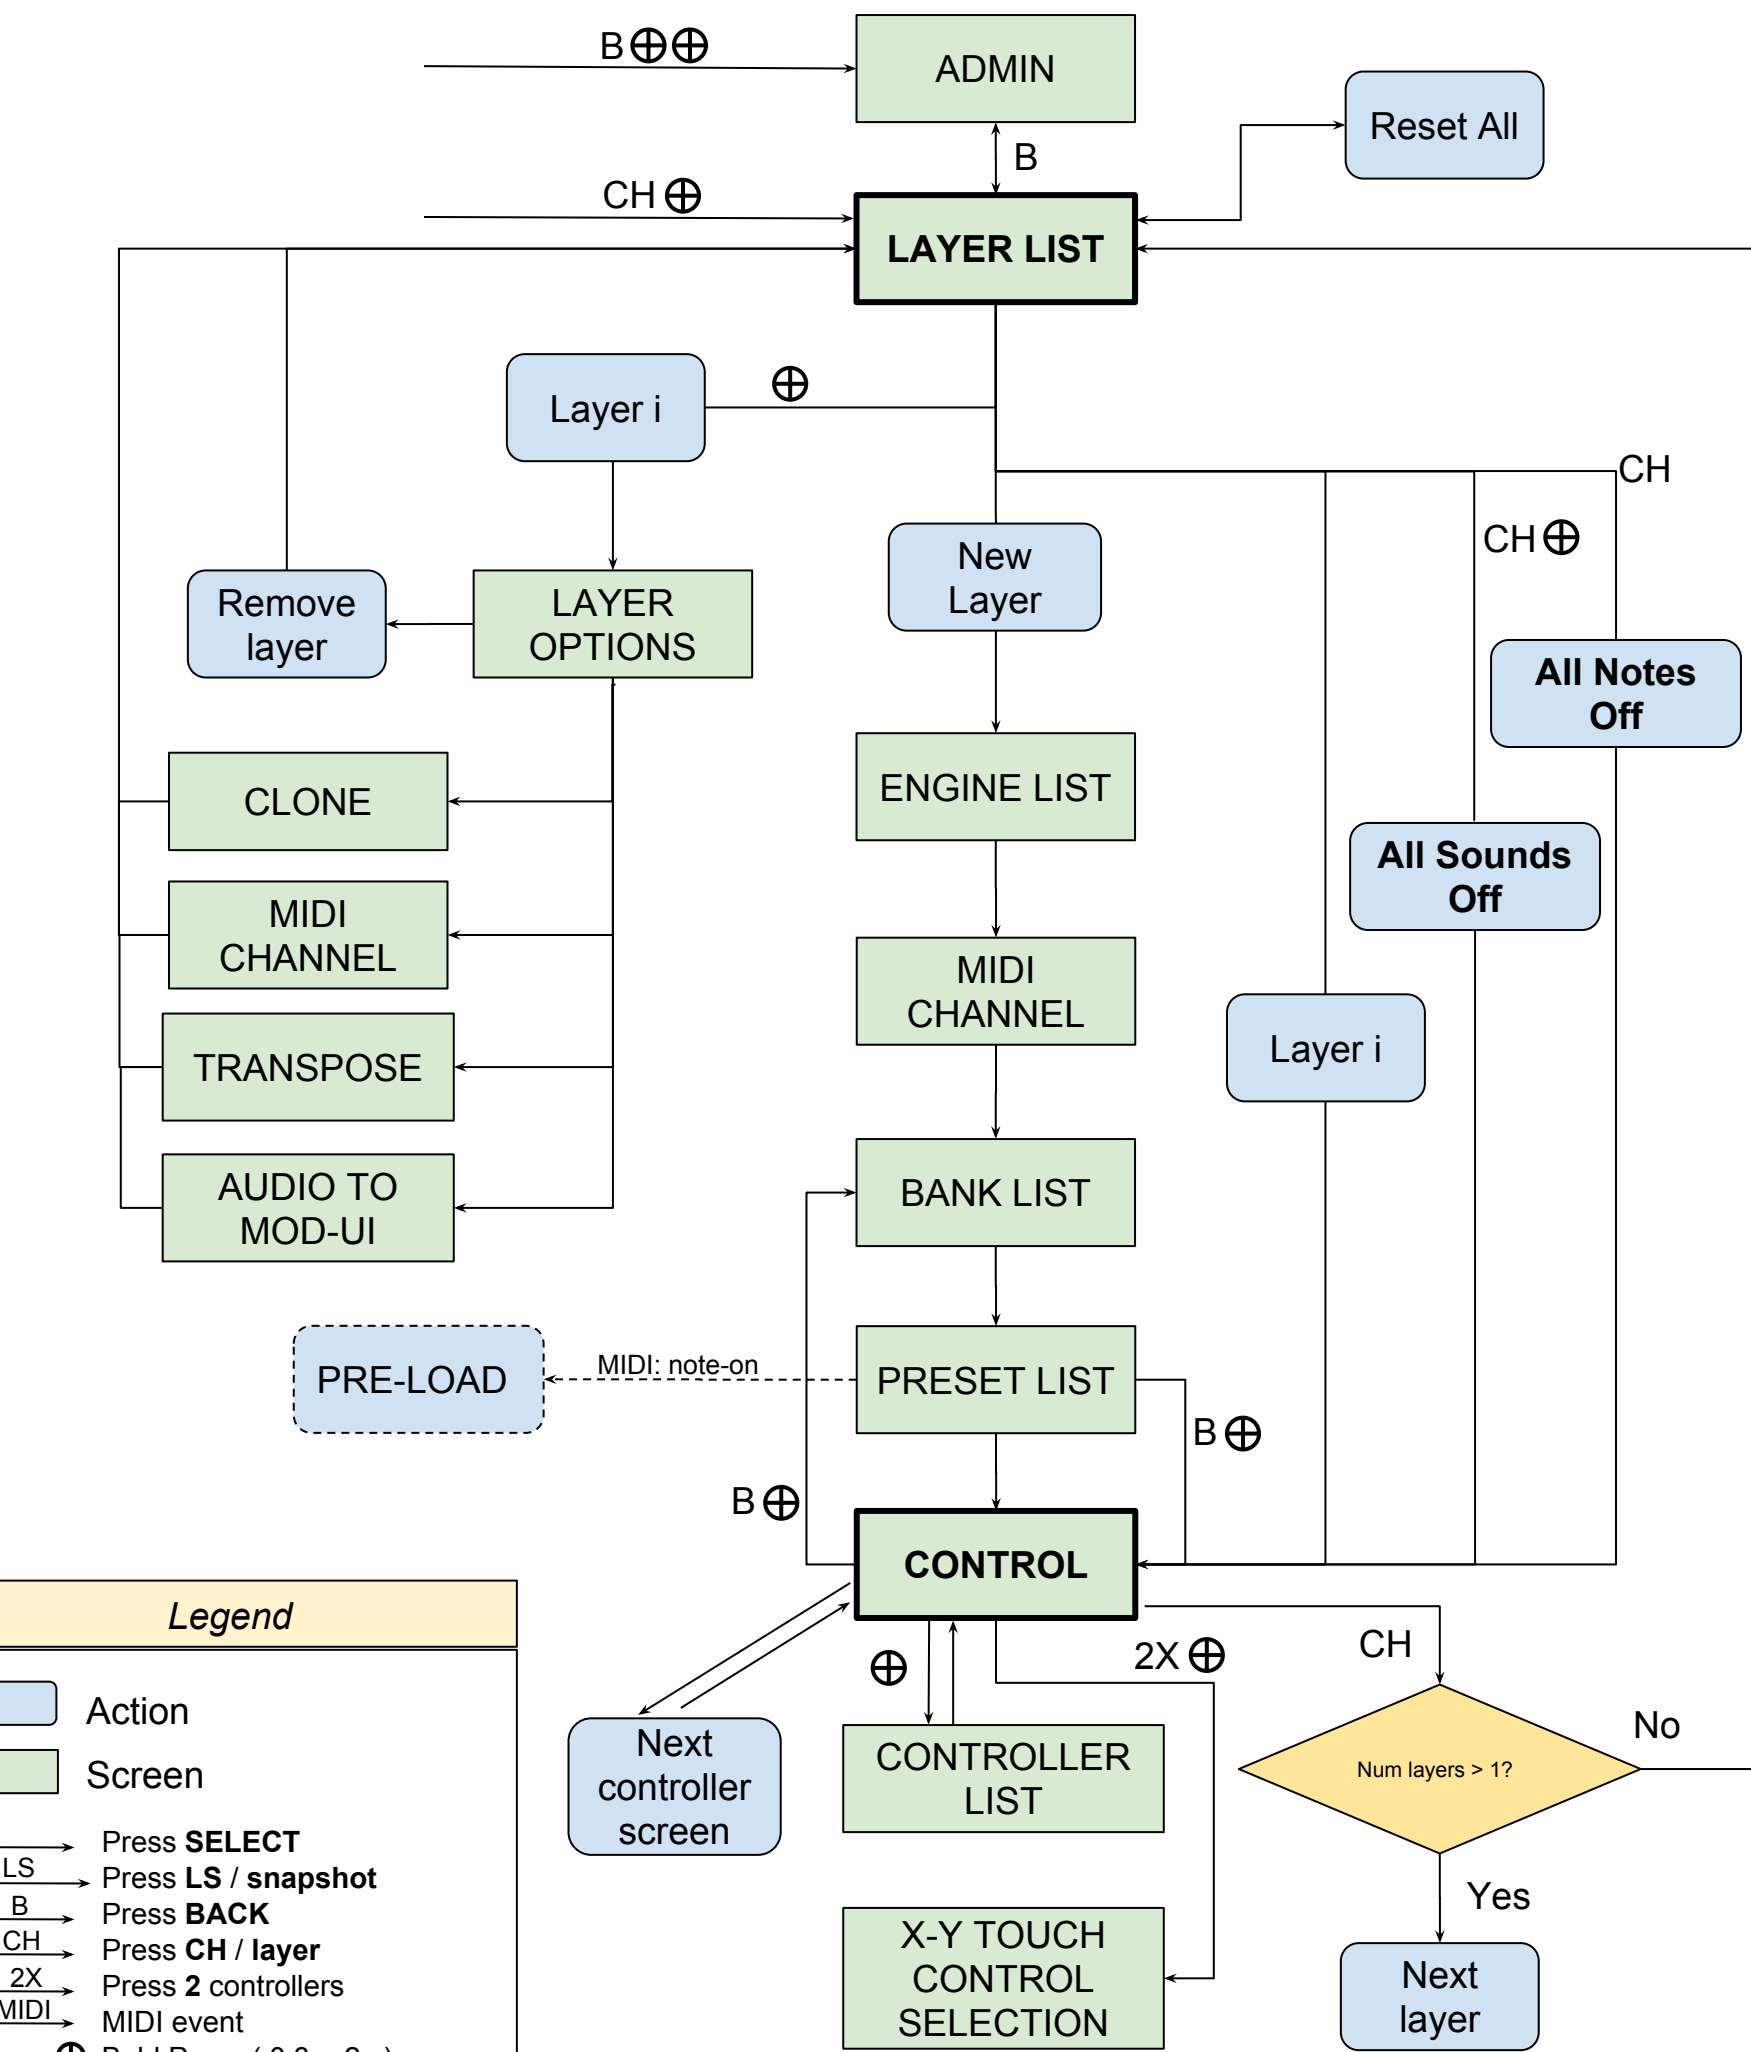 B⊕⊕
ADMIN
Reset All
B
CH⊕
LAYER LIST
Layer i
⊕
CH
CH⊕
New
Layer
Remove
layer
LAYER
OPTIONS
All Notes
Off
CLONE
ENGINE LIST
All Sounds
Off
MIDI
CHANNEL
MIDI
CHANNEL
Layer i
TRANSPOSE
AUDIO TO
MOD-UI
BANK LIST
PRE-LOAD
MIDI: note-on
PRESET LIST
B⊕
B⊕
CONTROL
Legend
⊕
2X⊕
CH
Action
Next
controller
screen
CONTROLLER
LIST
Num layers > 1?
No
Screen
Press SELECT
LS
Press LS / snapshot
B
Press BACK
CH
Press CH / layer
2X
Press 2 controllers
MIDI
MIDI event
X-Y TOUCH
CONTROL
SELECTION
Yes
Next
layer